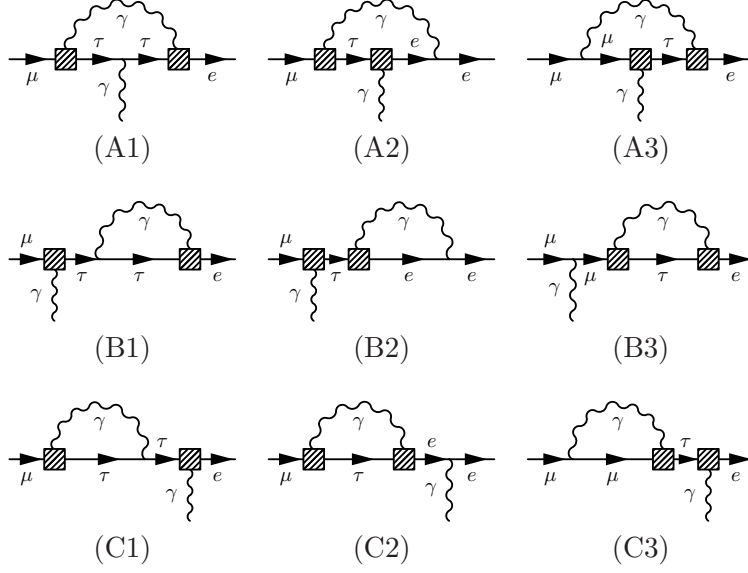 γ γ γ
τ τ τ e μ
μ e μ e μ τ e
γ γ γ
(A1) (A2) (A3)
γ γ γ
μ μ μ
τ τ e τ e e μ τ e
γ γ γ
(B1) (B2) (B3)
γ γ γ
τ e τ
μ τ e μ τ e μ μ e
γ γ γ
(C1) (C2) (C3)